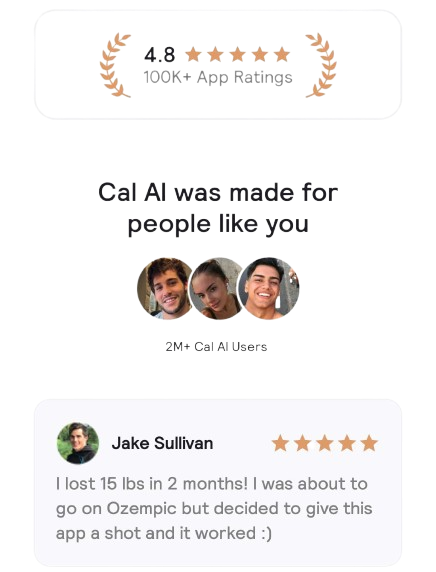 4.8
100K+ App Ratings
Cal AI was made for
people like you
2M+ Cal AI Users
Jake Sullivan
I lost 15 lbs in 2 months! I was about to
go on Ozempic but decided to give this
app a shot and it worked :)